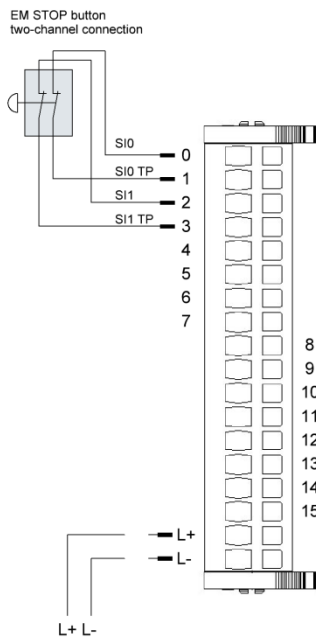 EM STOP button
two-channel connection
SI0
0
SI0 TP
1
SI1
2
SI1 TP
3
4
5
6
7
8
9
10
11
12
13
14
15
L+
L-
L+ L-